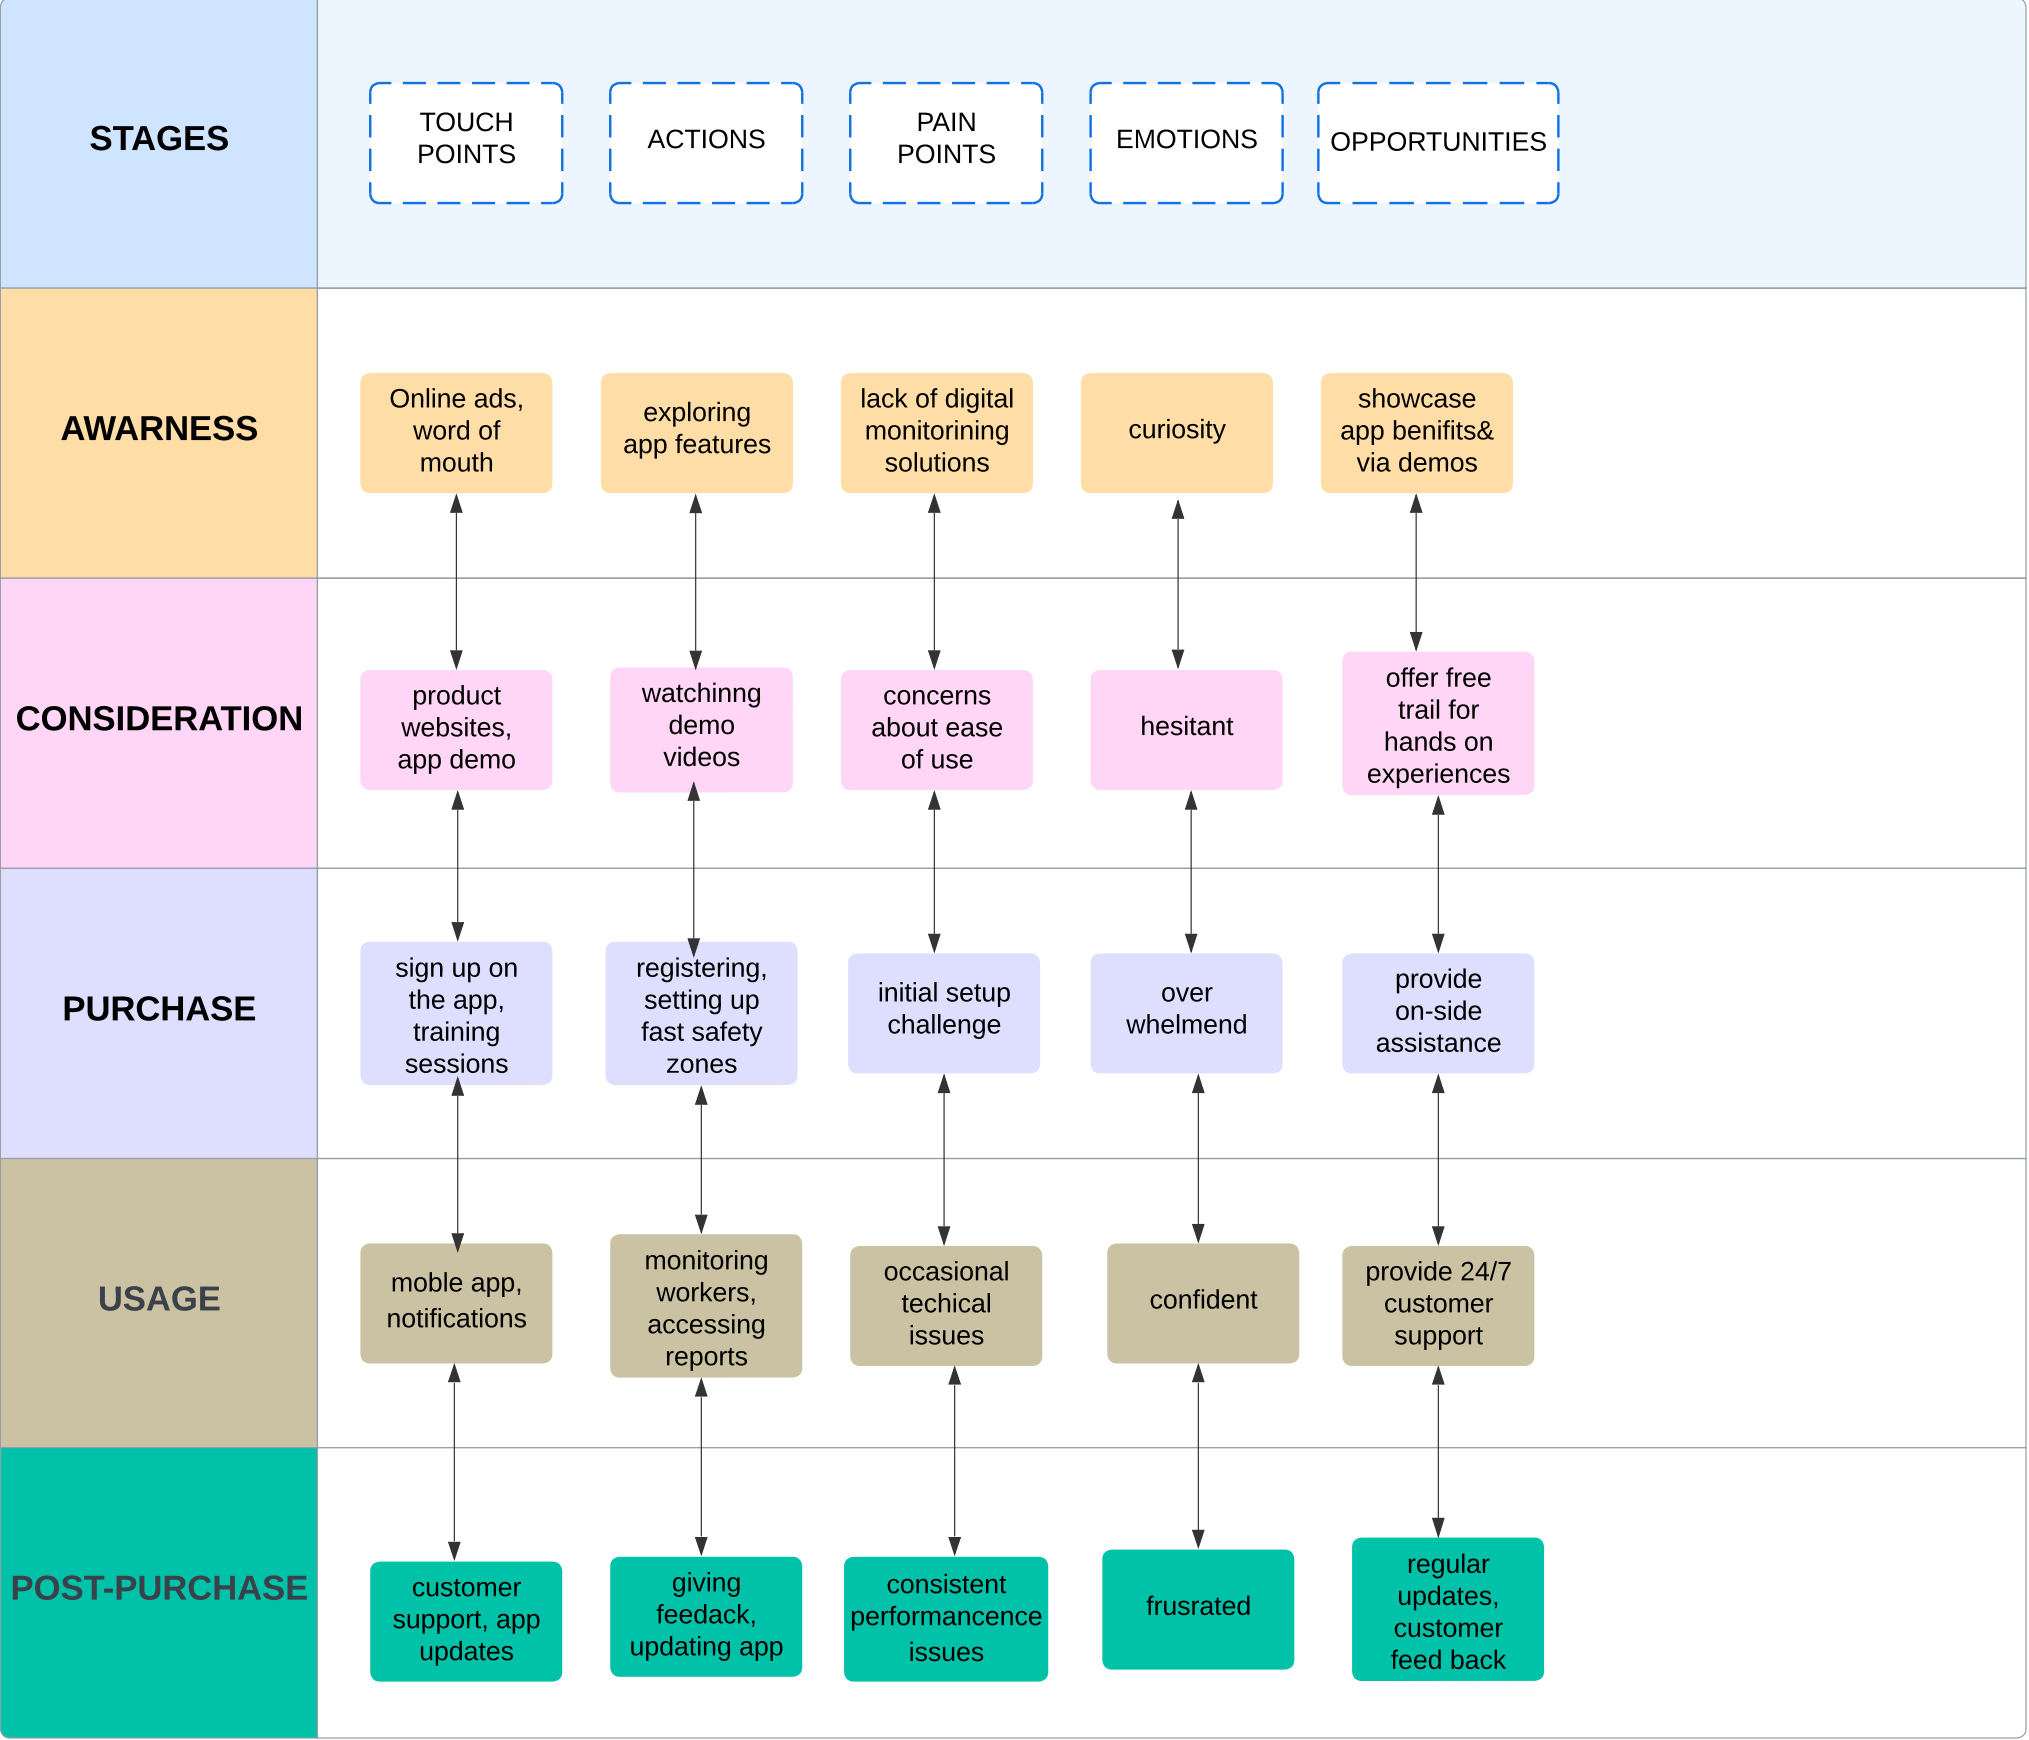 STAGES
TOUCH
POINTS
ACTIONS
PAIN
POINTS
EMOTIONS
OPPORTUNITIES
AWARNESS
Online ads,
word of
mouth
exploring
app features
lack of digital
monitorining
solutions
curiosity
showcase
app benifits&
via demos
CONSIDERATION
product
websites,
app demo
watchinng
demo
videos
concerns
about ease
of use
hesitant
offer free
trail for
hands on
experiences
PURCHASE
sign up on
the app,
training
sessions
registering,
setting up
fast safety
zones
initial setup
challenge
over
whelmend
provide
on-side
assistance
USAGE
moble app,
notifications
monitoring
workers,
accessing
reports
occasional
techical
issues
confident
provide 24/7
customer
support
POST-PURCHASE
customer
support, app
updates
giving
feedack,
updating app
consistent
performancence
issues
frusrated
regular
updates,
customer
feed back